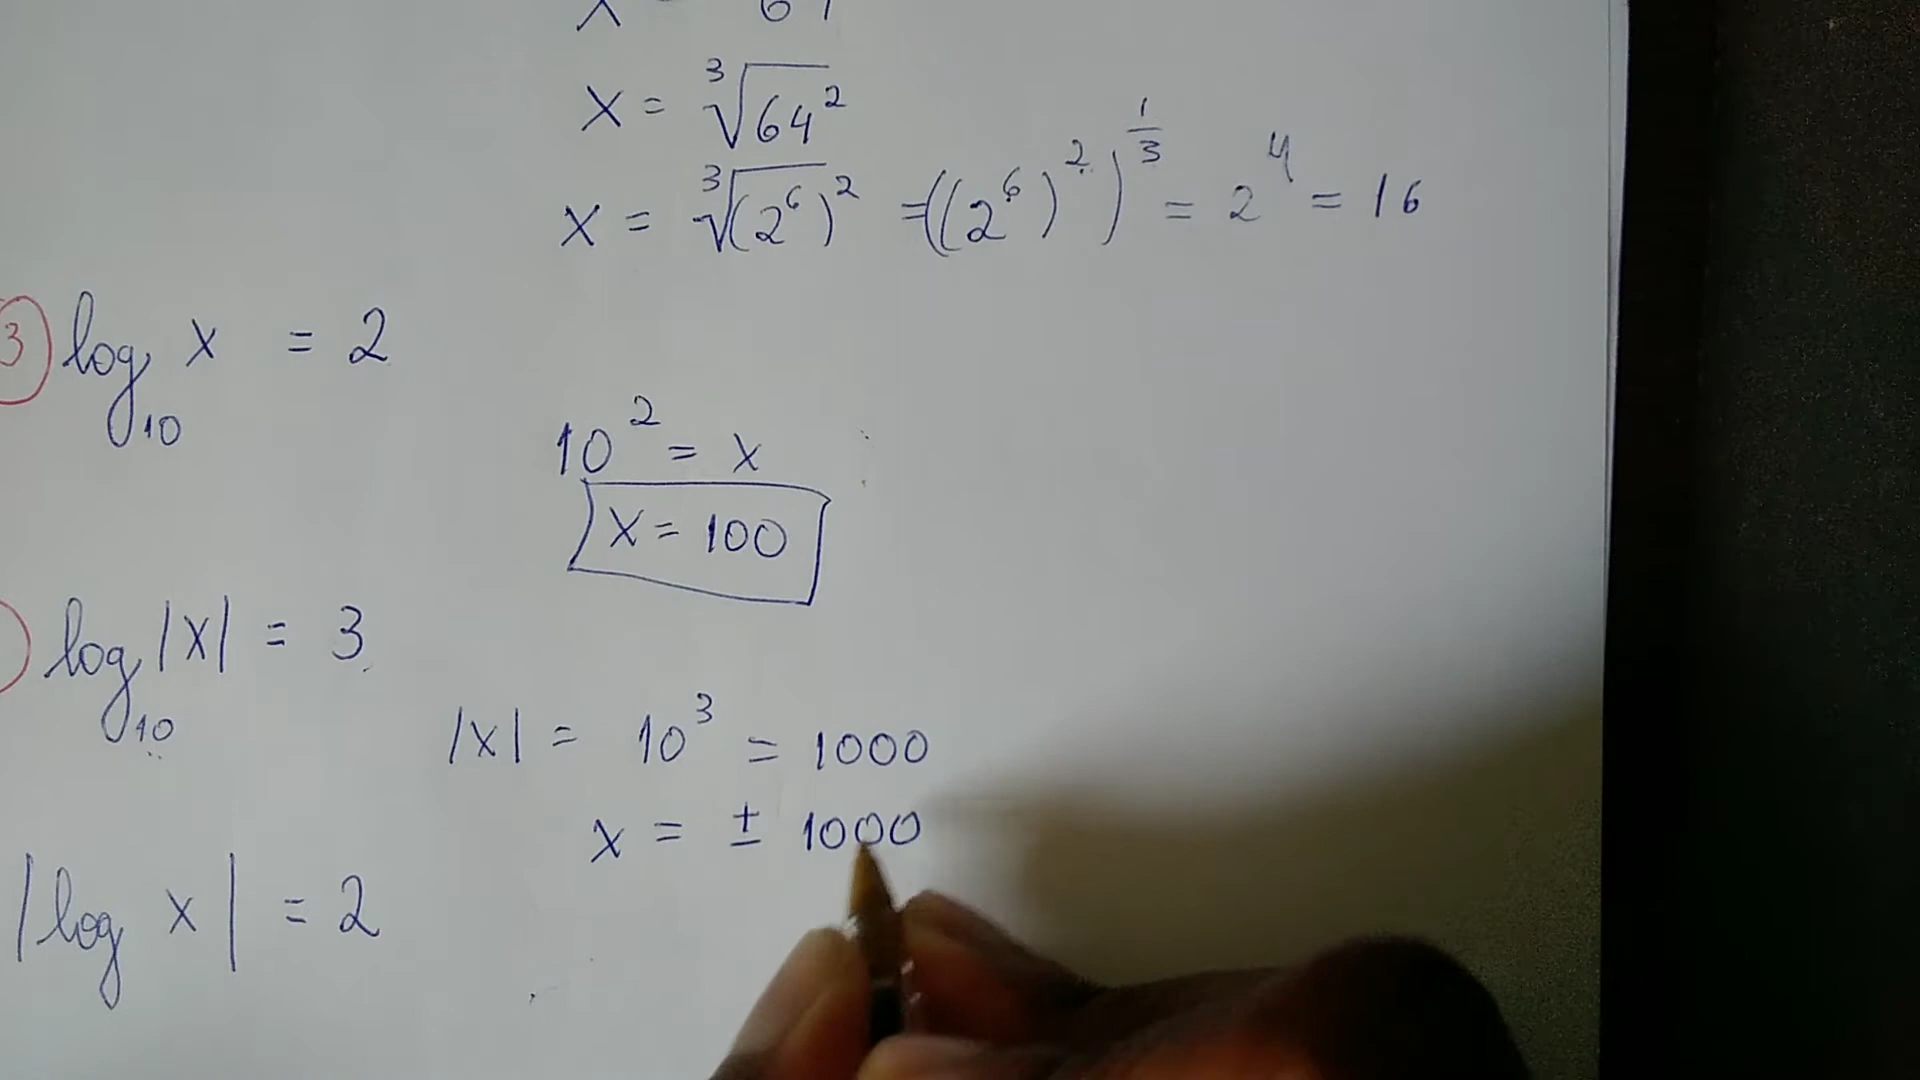 x = ∛64²
x = ∛(2⁶)² = ((2⁶)²)^(1/3) = 2⁴ = 16
3 log₁₀ x = 2
10² = x
x = 100
log₁₀ |x| = 3
|x| = 10³ = 1000
x = ± 1000
|log x| = 2